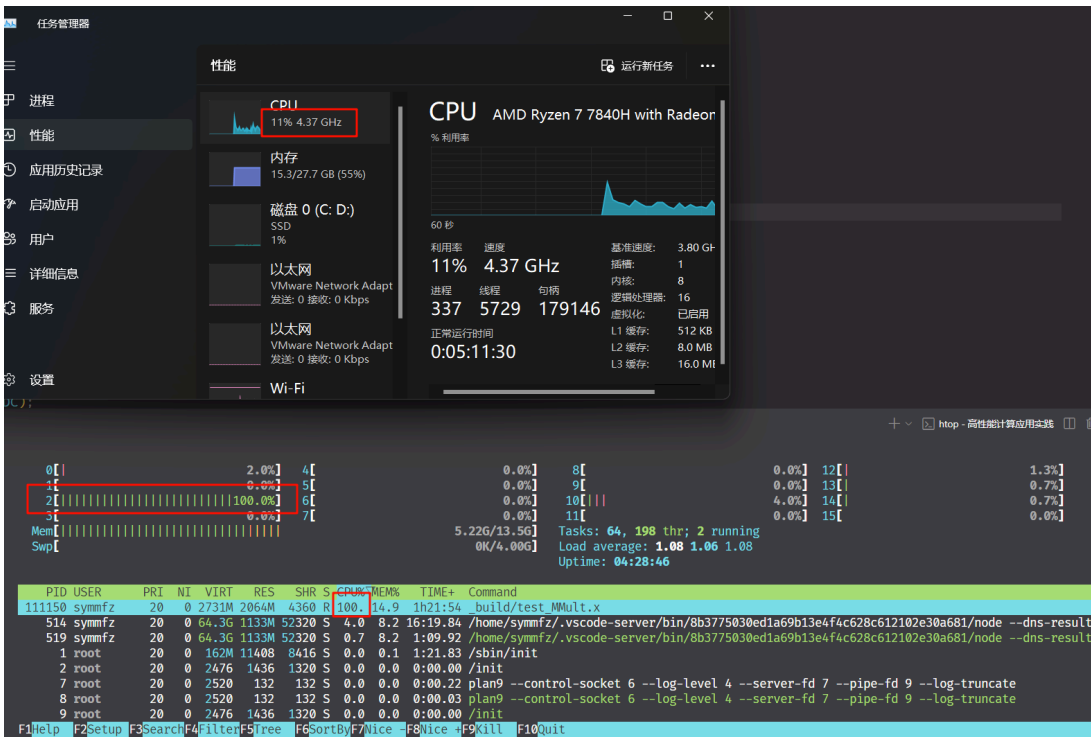 任务管理器
性能
运行新任务
进程
性能
应用历史记录
启动应用
用户
详细信息
服务
设置
CPU
11% 4.37 GHz
内存
15.3/27.7 GB (55%)
磁盘 0 (C: D:)
SSD
1%
以太网
VMware Network Adapt
发送: 0 接收: 0 Kbps
以太网
VMware Network Adapt
发送: 0 接收: 0 Kbps
Wi-Fi
CPU AMD Ryzen 7 7840H with Radeon
% 利用率
60 秒
利用率 速度
11% 4.37 GHz
进程 线程 句柄
337 5729 179146
正常运行时间
0:05:11:30
基准速度: 3.80 GH
插槽: 1
内核: 8
逻辑处理器: 16
虚拟化: 已启用
L1 缓存: 512 KB
L2 缓存: 8.0 MB
L3 缓存: 16.0 MB
htop - 高性能计算应用实践
0[| 2.0%] 4[ 0.0%] 8[ 0.0%] 12[| 1.3%]
1[ 0.0%] 5[ 0.0%] 9[ 0.0%] 13[| 0.7%]
2[||||||||||||||||||||||||||100.0%] 6[ 0.0%] 10[||| 4.0%] 14[| 0.7%]
3[ 0.0%] 7[ 0.0%] 11[ 0.0%] 15[ 0.0%]
Mem[|||||||||||||||||||||||||||||||| 5.22G/13.5G] Tasks: 64, 198 thr; 2 running
Swp[ 0K/4.00G] Load average: 1.08 1.06 1.08
Uptime: 04:28:46
PID USER PRI NI VIRT RES SHR S CPU% MEM% TIME+ Command
111150 symmfz 20 0 2731M 2064M 4360 R 100. 14.9 1h21:54 _build/test_MMult.x
514 symmfz 20 0 64.3G 1133M 52320 S 4.0 8.2 16:19.84 /home/symmfz/.vscode-server/bin/8b3775030ed1a69b13e4f4c628c612102e30a681/node --dns-result
519 symmfz 20 0 64.3G 1133M 52320 S 0.7 8.2 1:09.92 /home/symmfz/.vscode-server/bin/8b3775030ed1a69b13e4f4c628c612102e30a681/node --dns-result
1 root 20 0 162M 11408 8416 S 0.0 0.1 1:21.83 /sbin/init
2 root 20 0 2476 1436 1320 S 0.0 0.0 0:00.00 /init
7 root 20 0 2520 132 132 S 0.0 0.0 0:00.22 plan9 --control-socket 6 --log-level 4 --server-fd 7 --pipe-fd 9 --log-truncate
8 root 20 0 2520 132 132 S 0.0 0.0 0:00.03 plan9 --control-socket 6 --log-level 4 --server-fd 7 --pipe-fd 9 --log-truncate
9 root 20 0 2476 1436 1320 S 0.0 0.0 0:00.00 /init
F1Help F2Setup F3SearchF4FilterF5Tree F6SortByF7Nice -F8Nice +F9Kill F10Quit